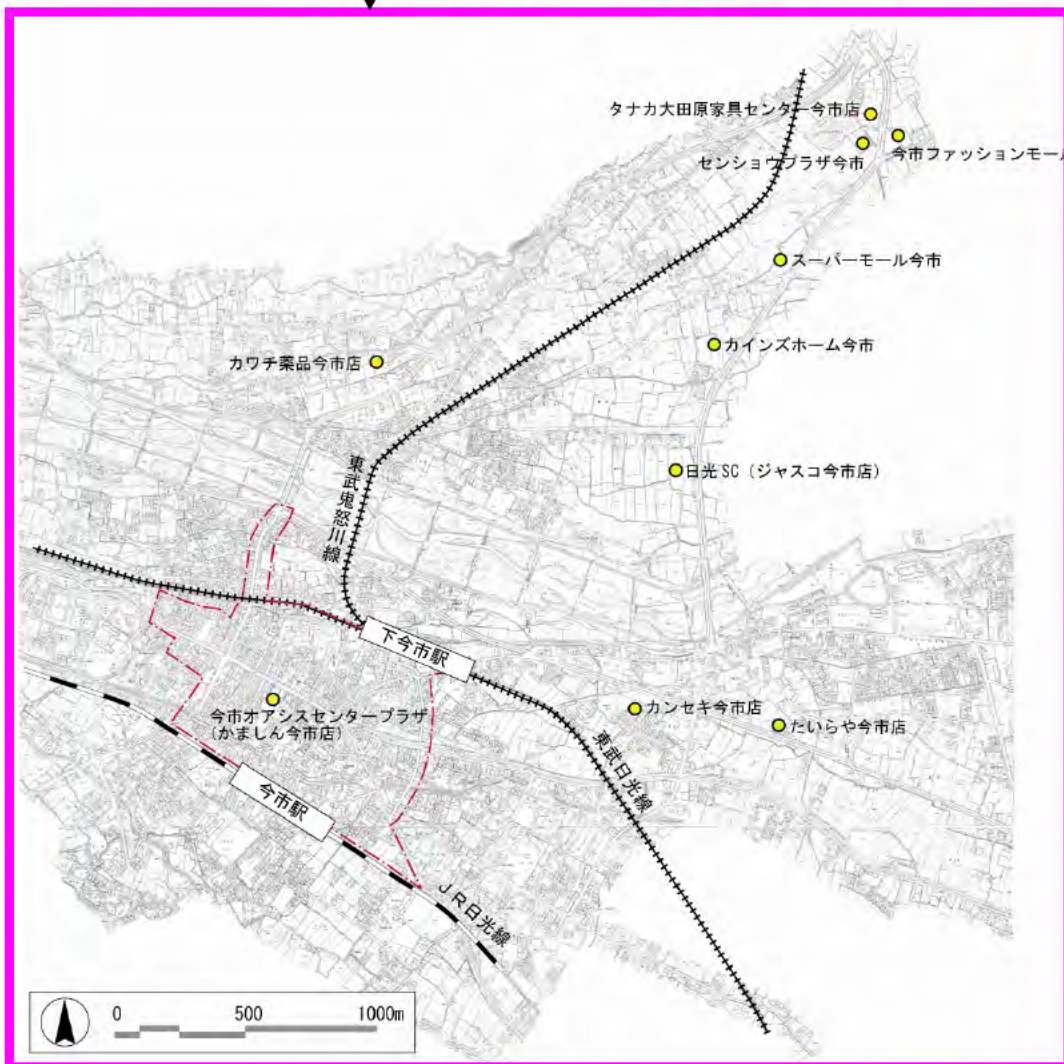 タナカ大田原家具センター今市店
センショウプラザ今市
今市ファッションモール
スーパーモール今市
カワチ薬品今市店
カインズホーム今市
日光SC（ジャスコ今市店）
東武鬼怒川線
下今市駅
今市オアシスセンタープラザ
（かましん今市店）
カンセキ今市店
たいらや今市店
東武日光線
今市駅
ＪＲ日光線
0 500 1000m